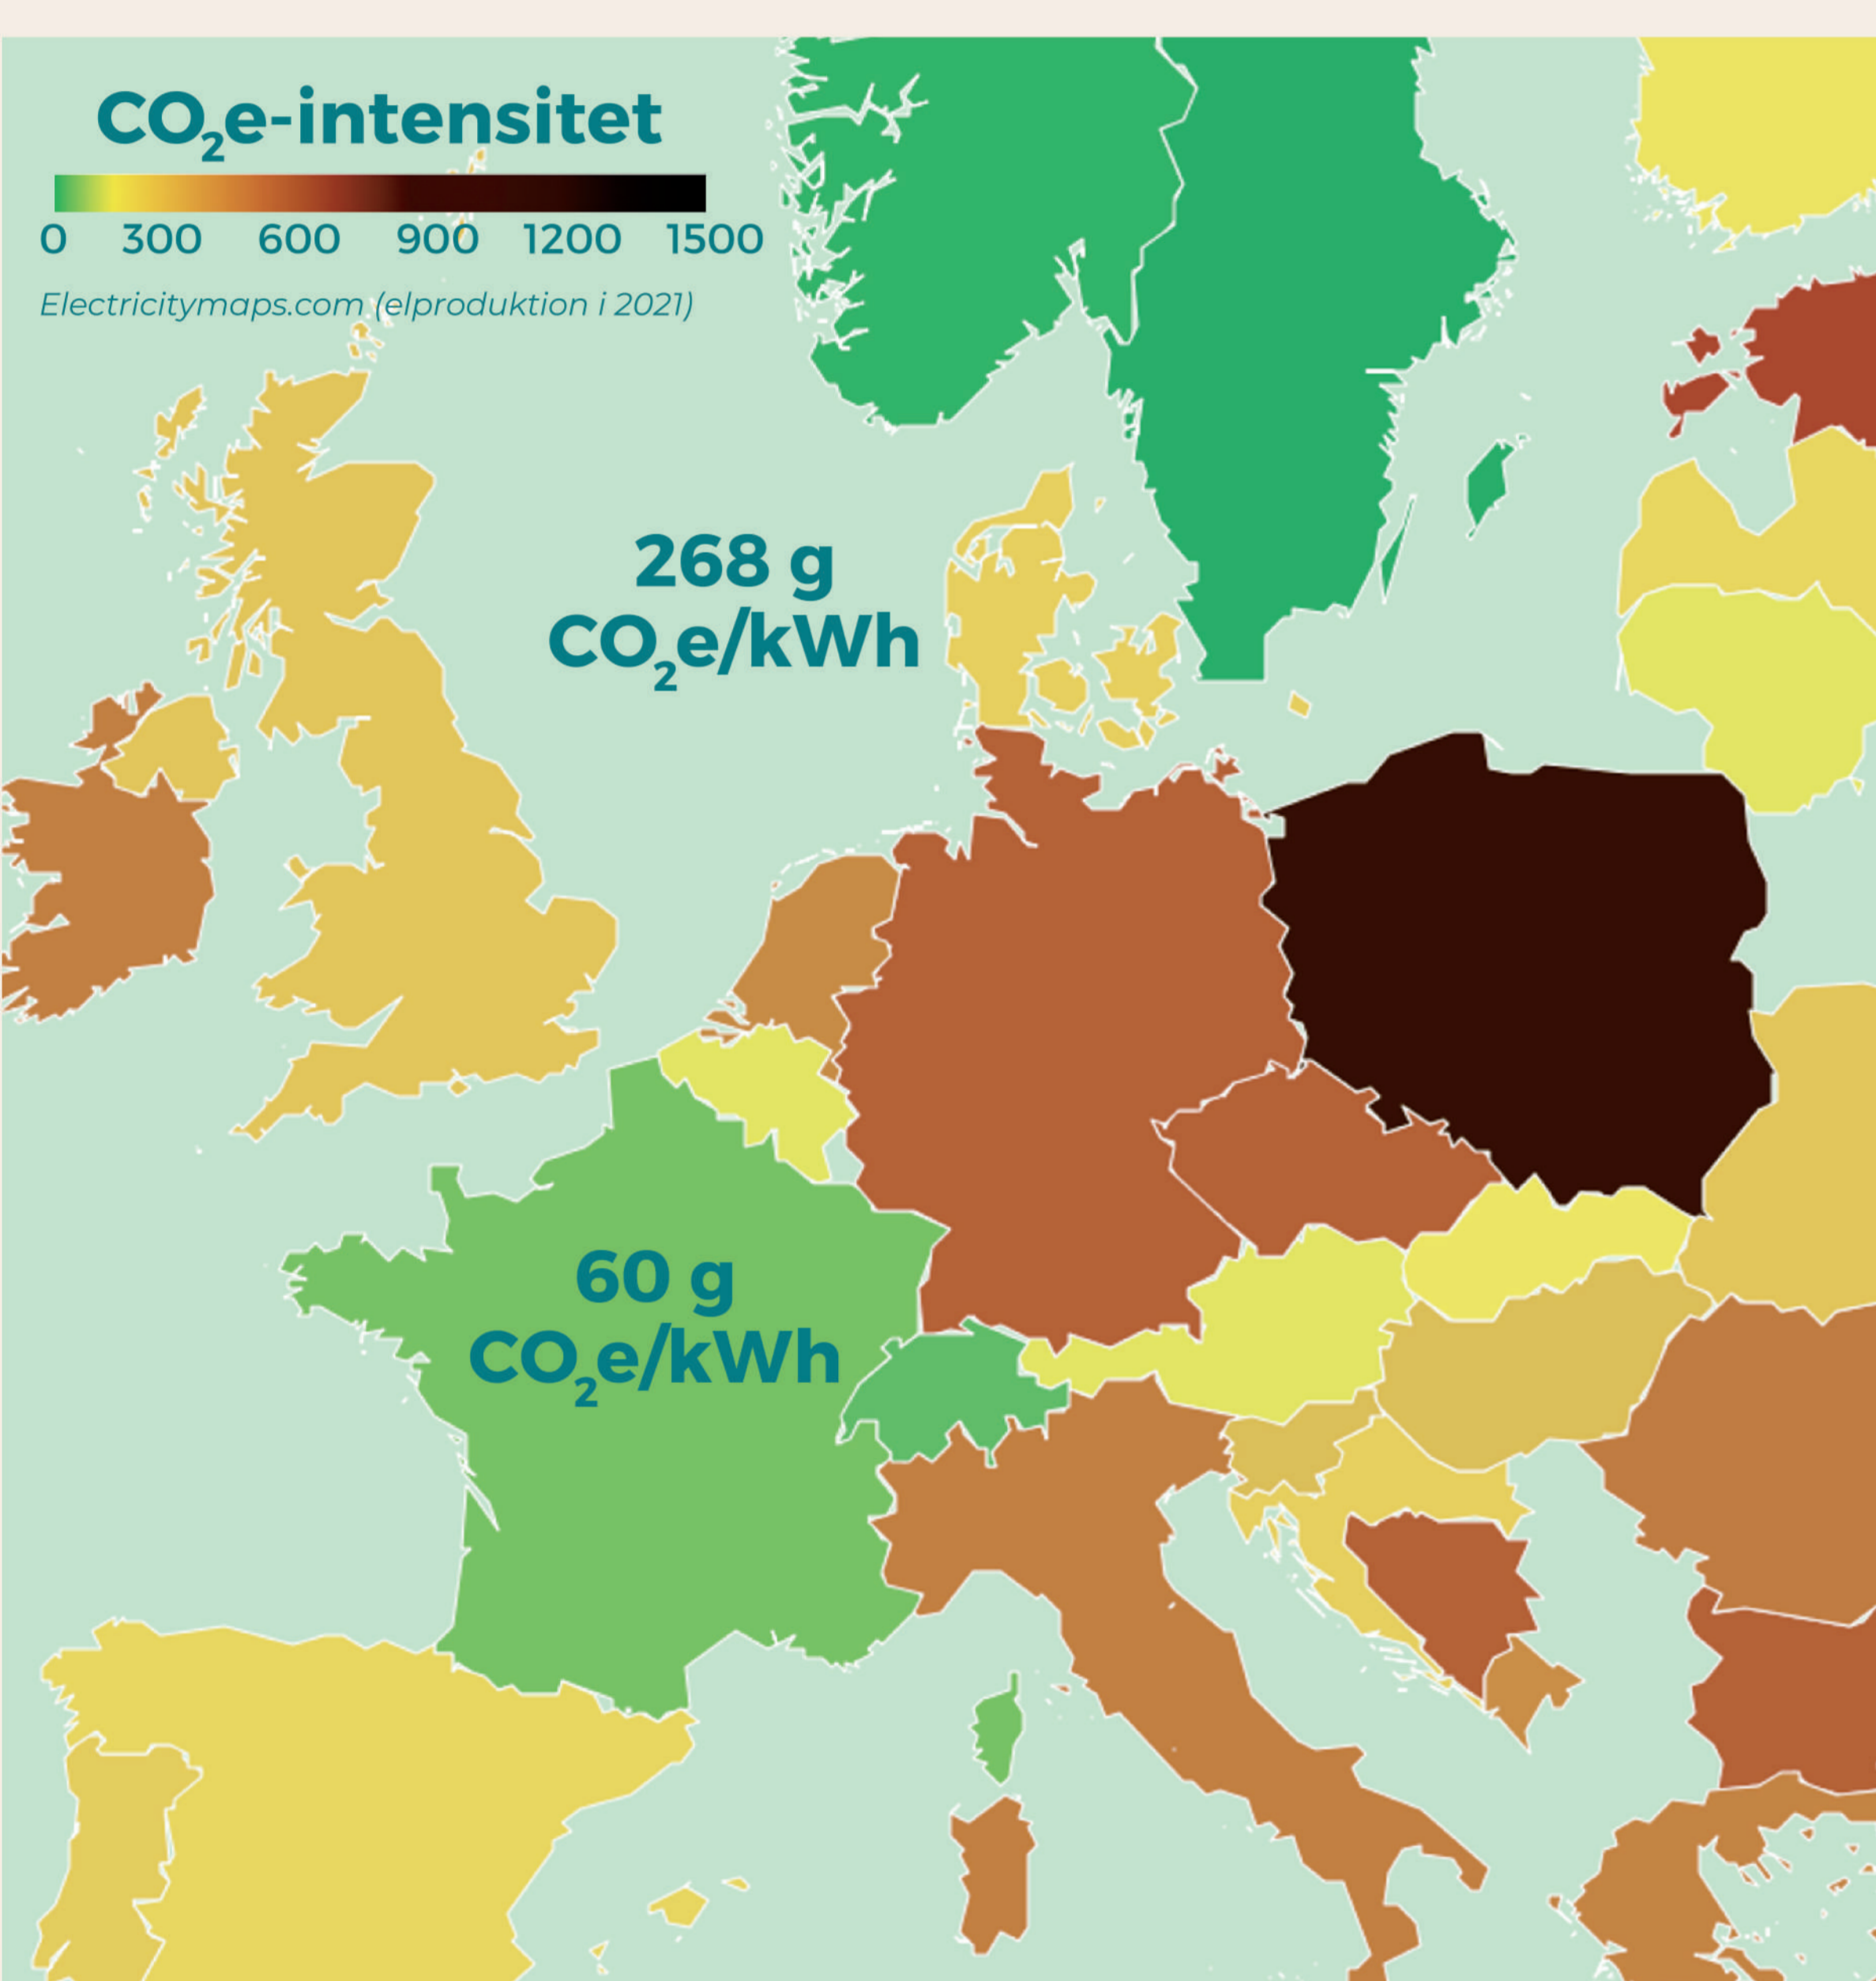 CO₂e-intensitet
0 300 600 900 1200 1500
Electricitymaps.com (elproduktion i 2021)
268 g
CO₂e/kWh
60 g
CO₂e/kWh